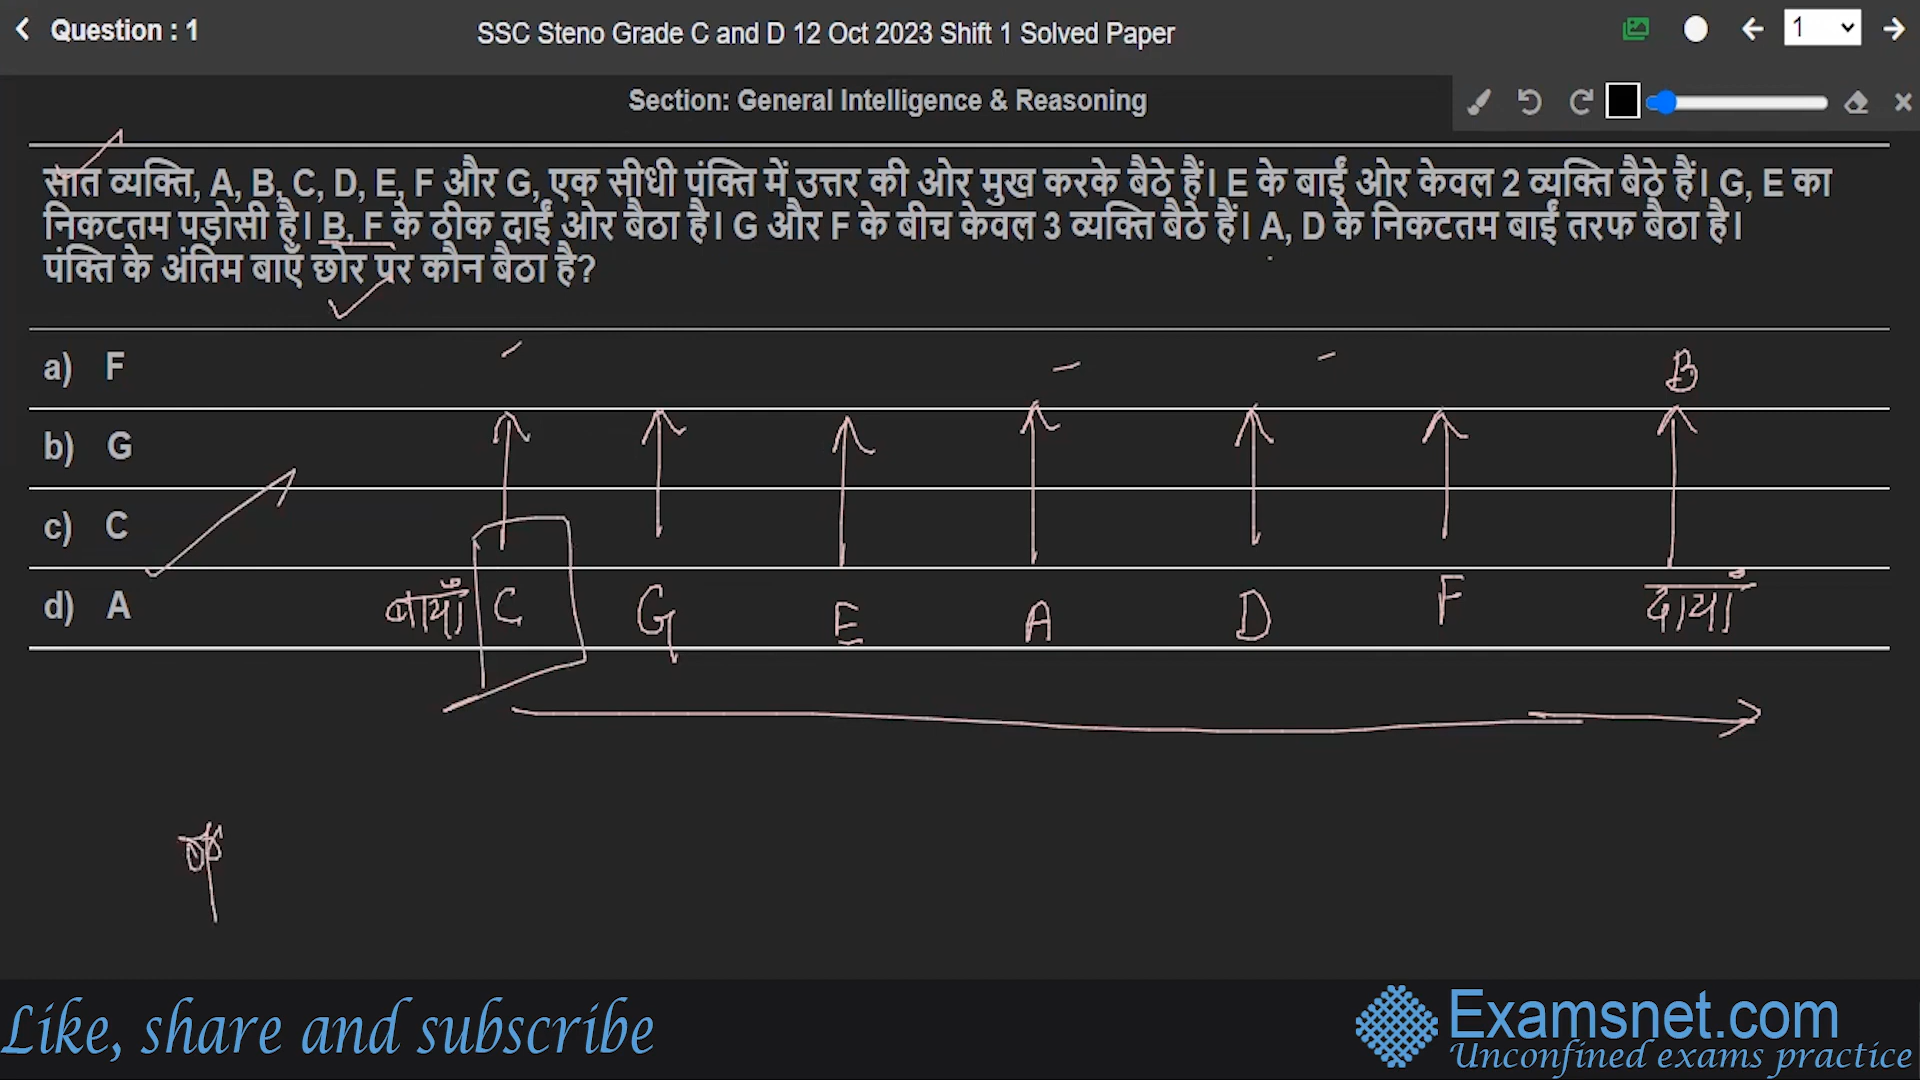 Question : 1
SSC Steno Grade C and D 12 Oct 2023 Shift 1 Solved Paper
1
Section: General Intelligence & Reasoning
सात व्यक्ति, A, B, C, D, E, F और G, एक सीधी पंक्ति में उत्तर की ओर मुख करके बैठे हैं। E के बाईं ओर केवल 2 व्यक्ति बैठे हैं। G, E का
निकटतम पड़ोसी है। B, F के ठीक दाईं ओर बैठा है। G और F के बीच केवल 3 व्यक्ति बैठे हैं। A, D के निकटतम बाईं तरफ बैठा है।
पंक्ति के अंतिम बाएँ छोर पर कौन बैठा है?
a) F
B
b) G
c) C
d) A
बायाँ C G E A D F दायाँ
Like, share and subscribe
Examsnet.com
Unconfined exams practice